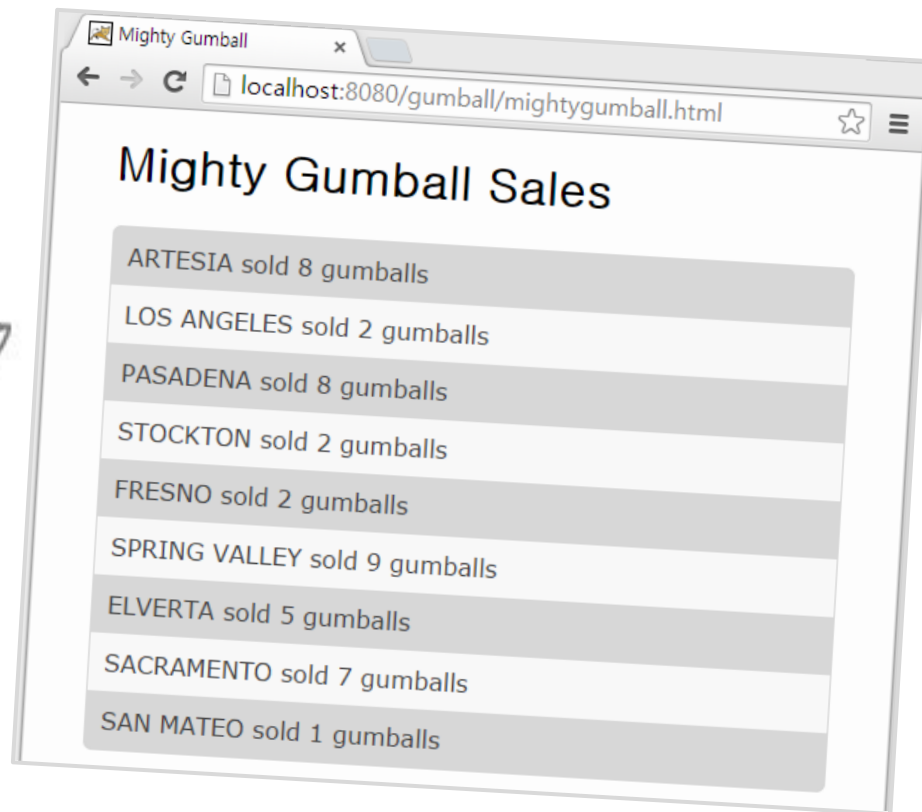 Mighty Gumball
localhost:8080/gumball/mightygumball.html
Mighty Gumball Sales
ARTESIA sold 8 gumballs
LOS ANGELES sold 2 gumballs
PASADENA sold 8 gumballs
STOCKTON sold 2 gumballs
FRESNO sold 2 gumballs
SPRING VALLEY sold 9 gumballs
ELVERTA sold 5 gumballs
SACRAMENTO sold 7 gumballs
SAN MATEO sold 1 gumballs